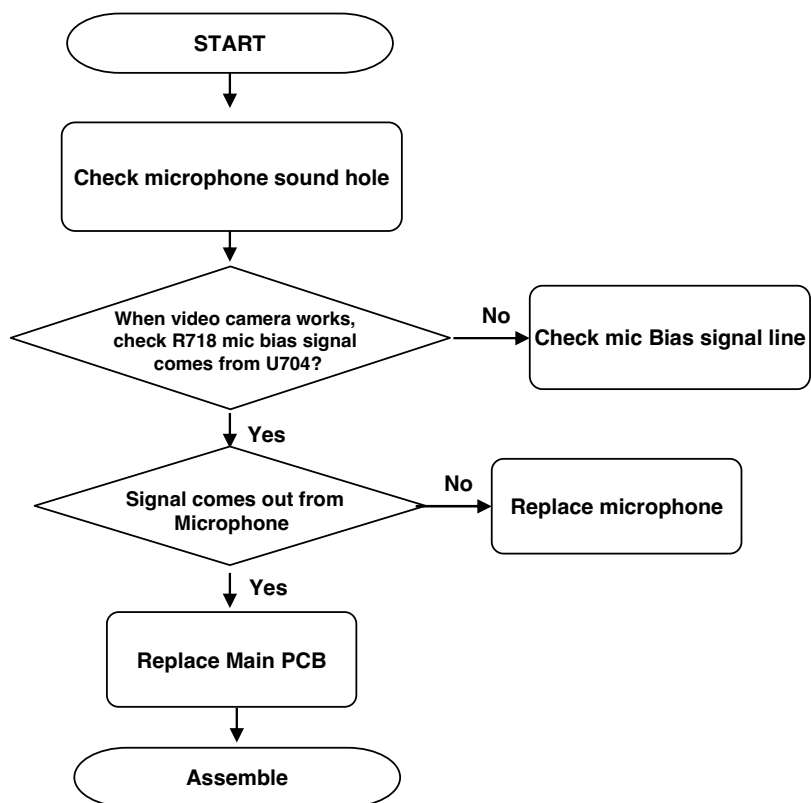 START
Check microphone sound hole
When video camera works,
check R718 mic bias signal
comes from U704?
No
Check mic Bias signal line
Yes
Signal comes out from
Microphone
No
Replace microphone
Yes
Replace Main PCB
Assemble